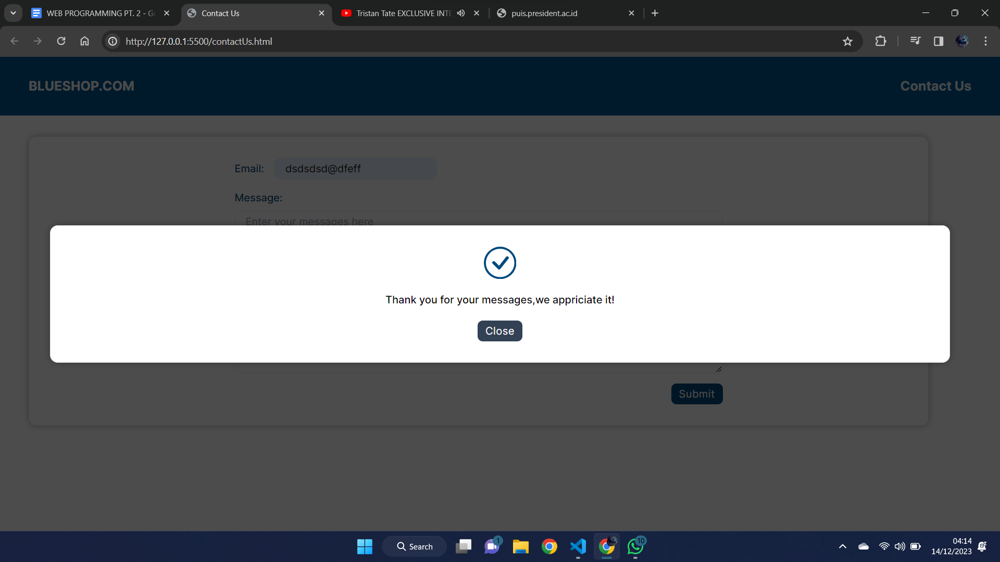 WEB PROGRAMMING PT. 2 - Go
Contact Us
Tristan Tate EXCLUSIVE INTE
puis.president.ac.id
http://127.0.0.1:5500/contactUs.html
BLUESHOP.COM
Contact Us
Email:
dsdsdsd@dfeff
Message:
Enter your messages here
Thank you for your messages,we appriciate it!
Close
Submit
Search
1
10
04:14
14/12/2023